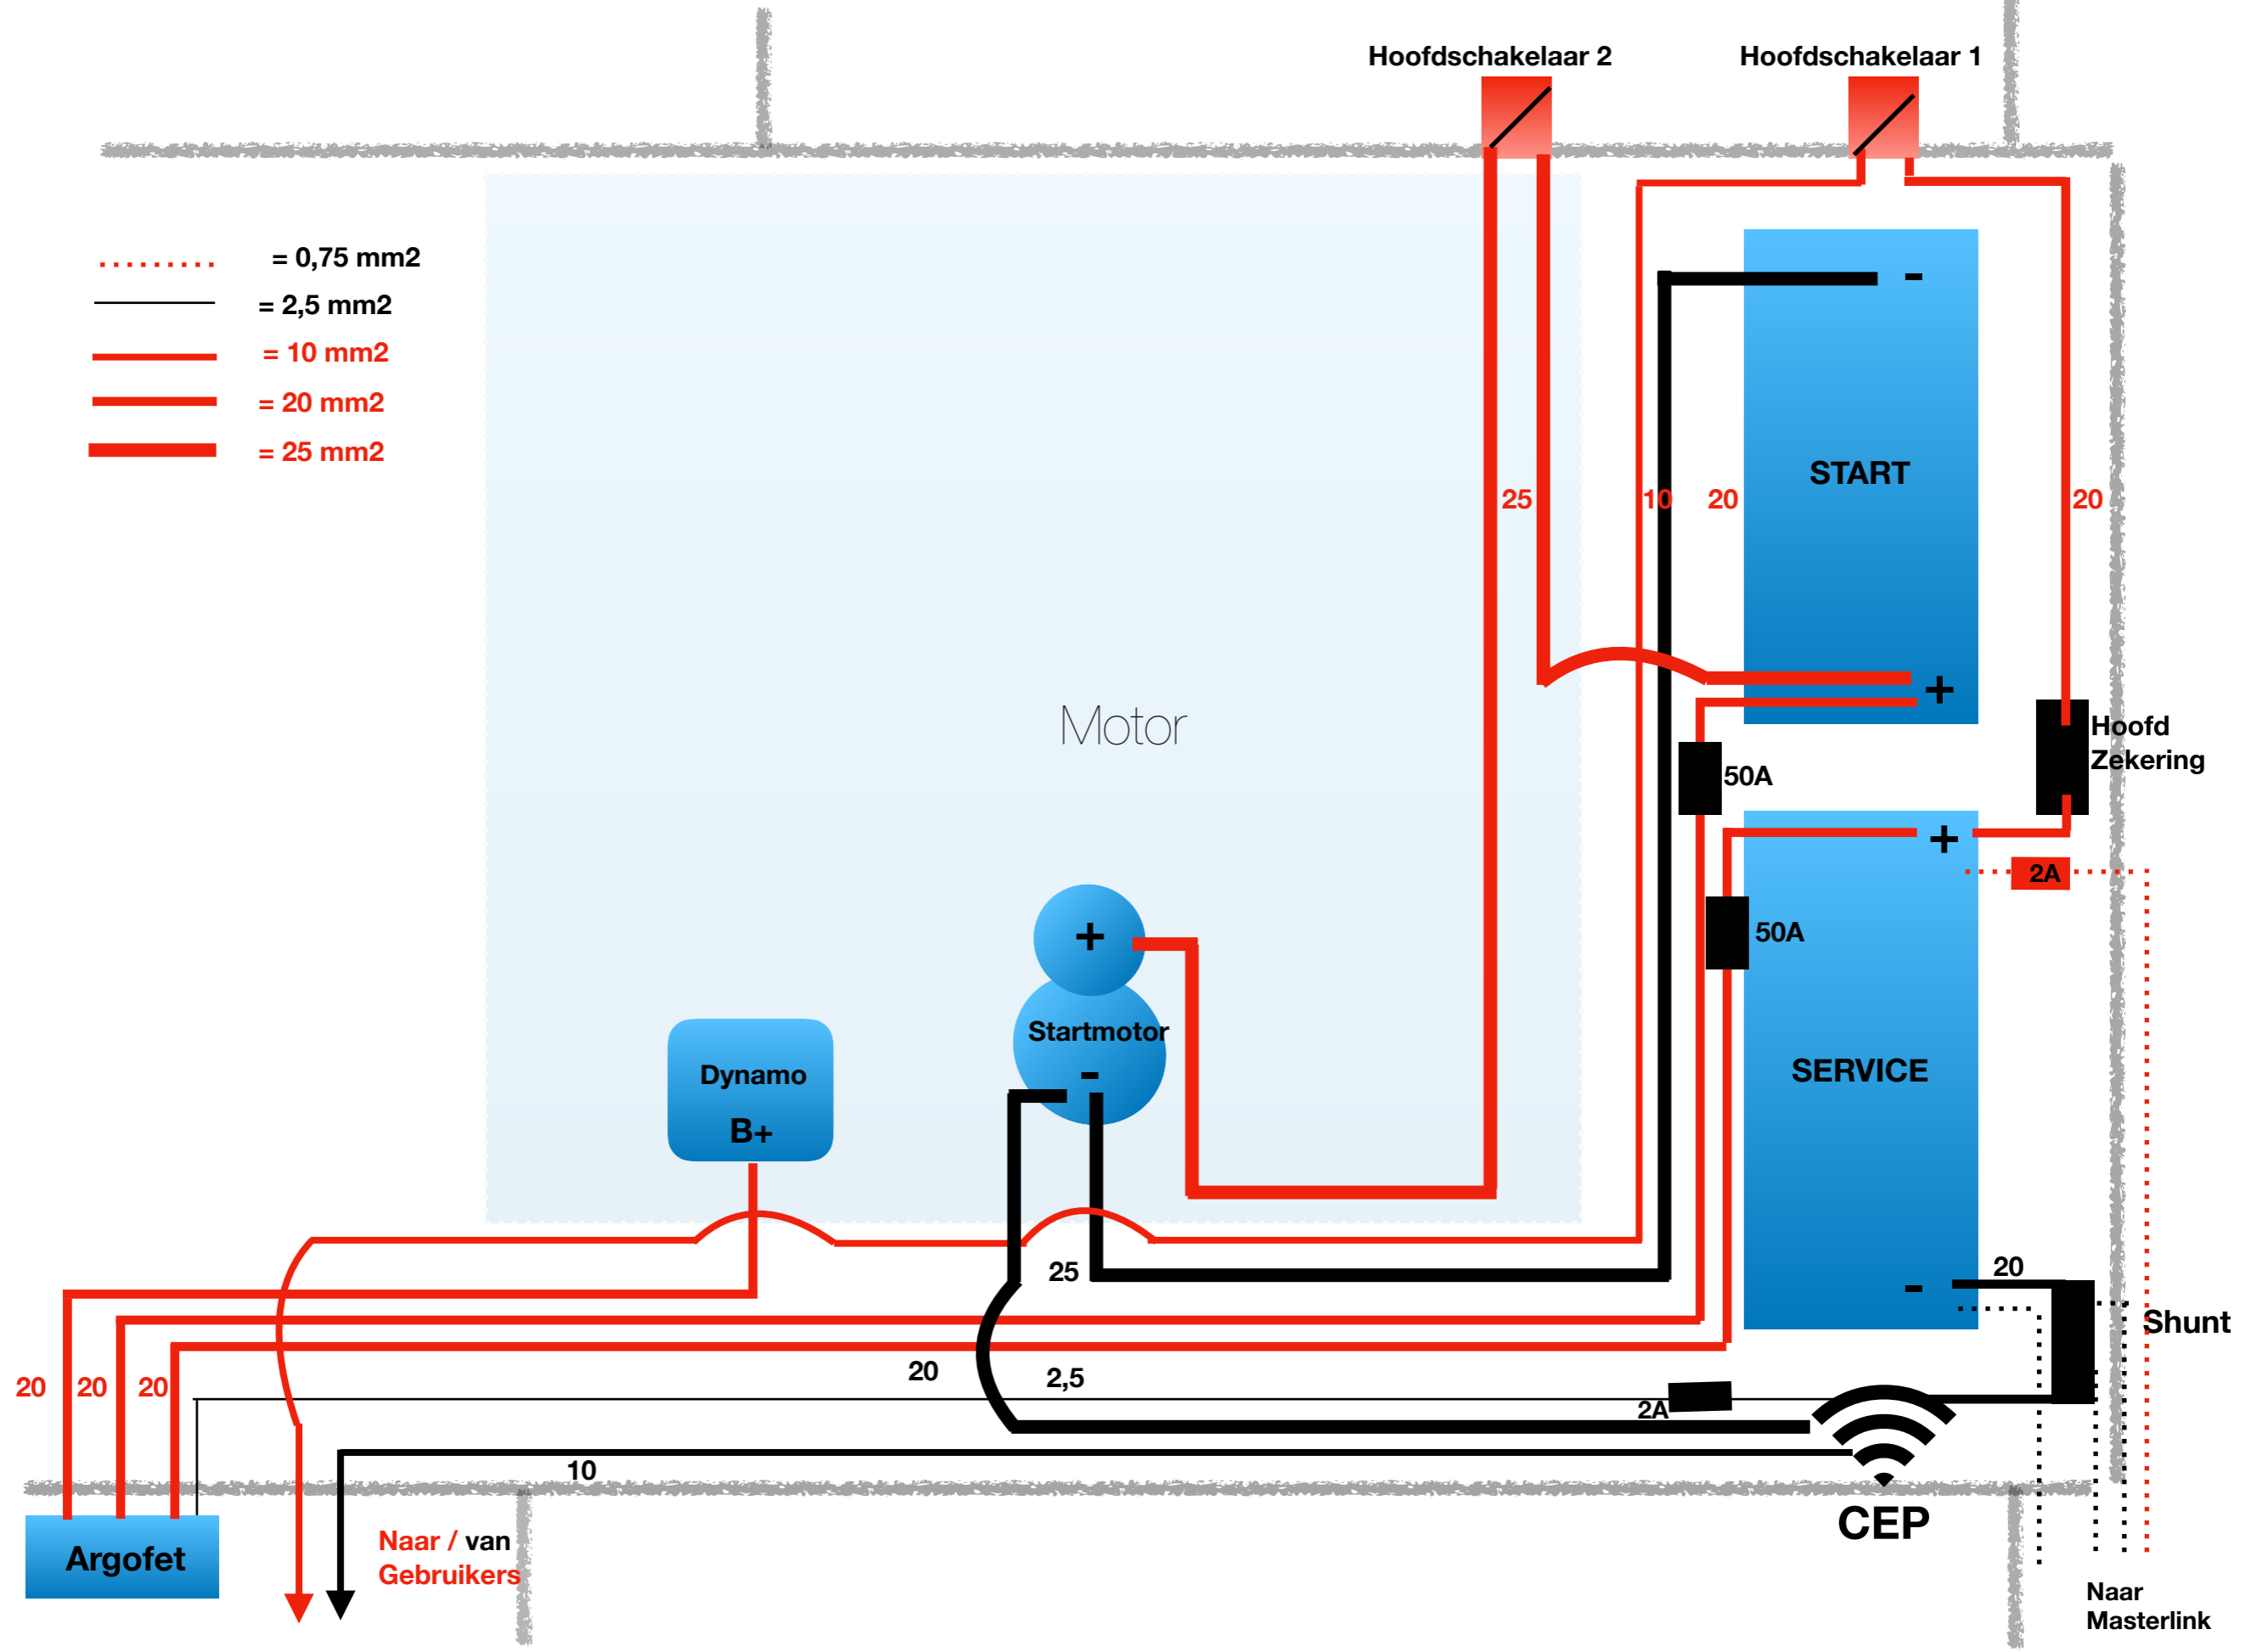 Hoofdschakelaar 2
Hoofdschakelaar 1
= 0,75 mm2
= 2,5 mm2
= 10 mm2
= 20 mm2
= 25 mm2
-
START
25
10
20
20
+
Motor
Hoofd
Zekering
50A
+
2A
50A
+
Startmotor
-
Dynamo
B+
SERVICE
25
20
-
Shunt
20
20
20
20
2,5
2A
10
CEP
Argofet
Naar / van
Gebruikers
Naar
Masterlink